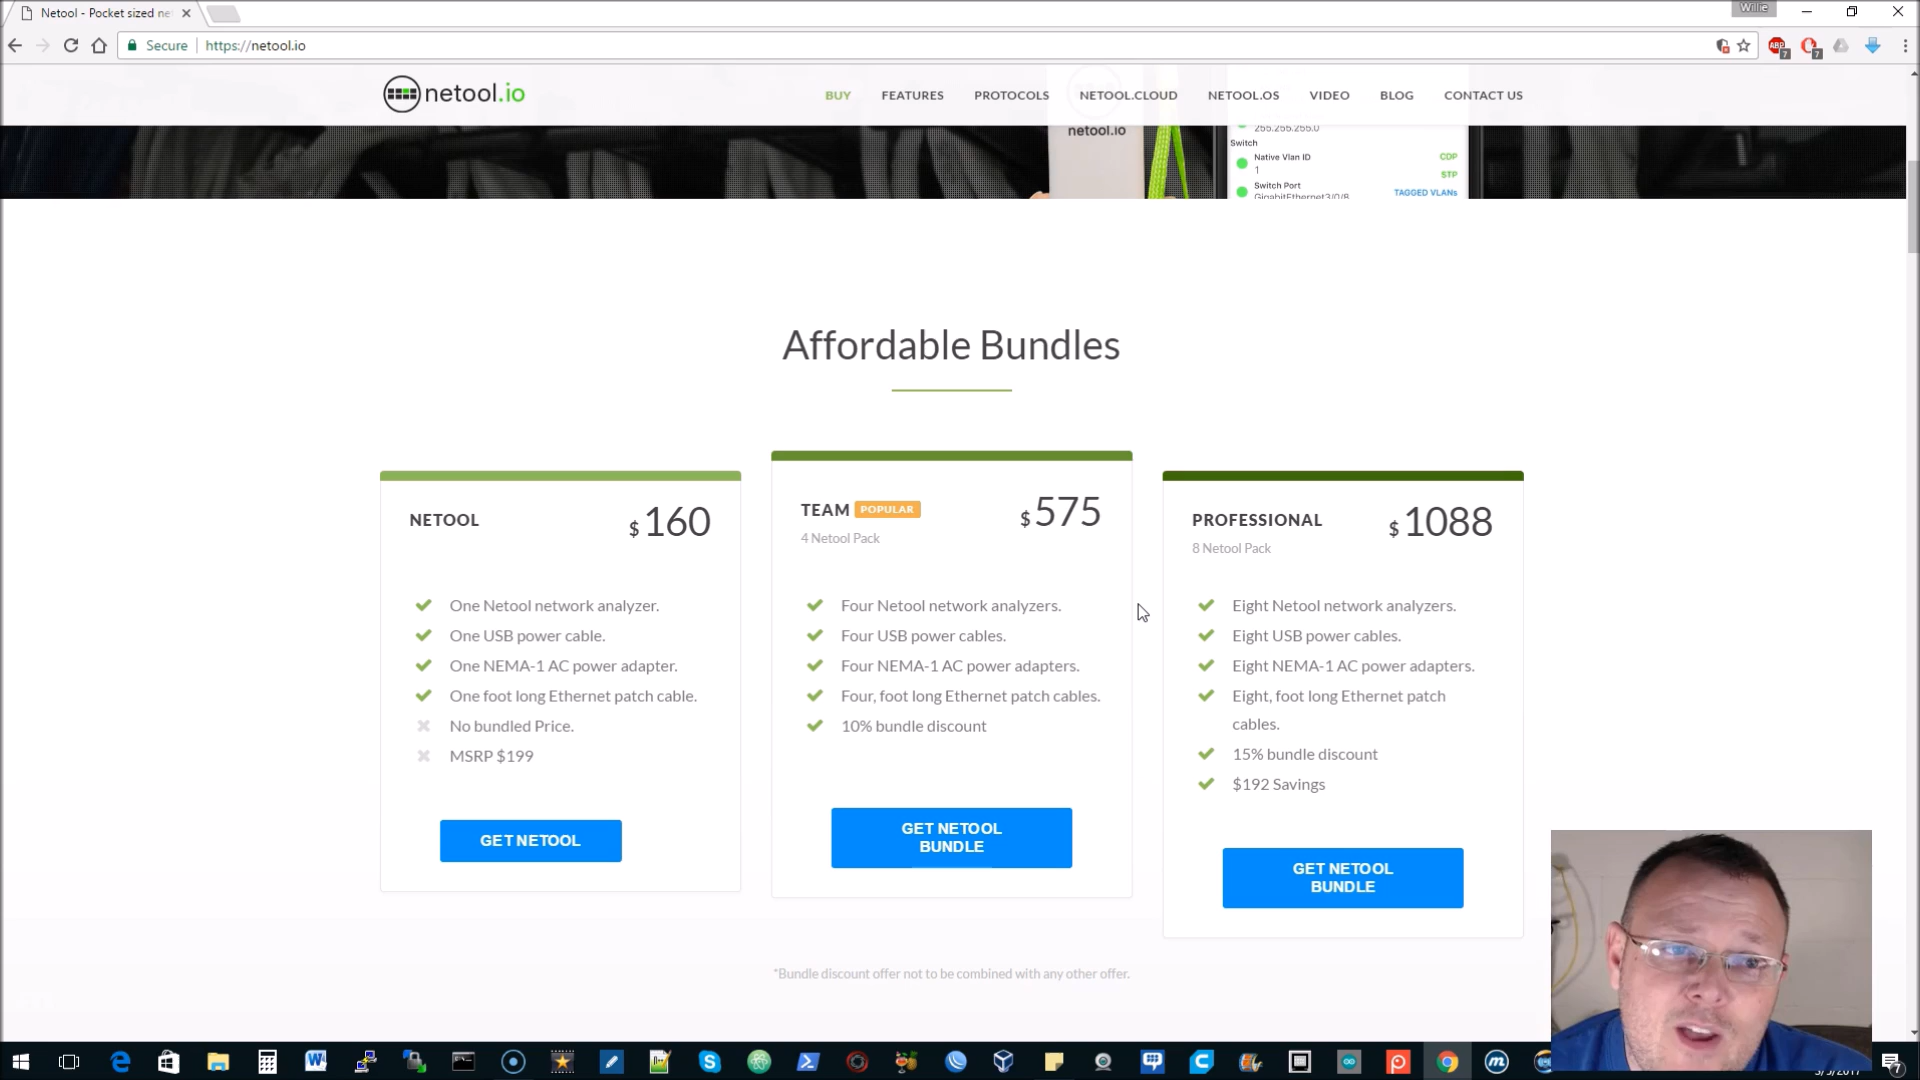 Netool - Pocket sized ne
Willie
Secure
https://netool.io
7
7
netool.io
BUY
FEATURES
PROTOCOLS
NETOOL.CLOUD
NETOOL.OS
VIDEO
BLOG
CONTACT US
netool.io
255.255.255.0
Switch
Native Vlan ID
CDP
1
STP
Switch Port
TAGGED VLANs
GigabitEthernet3/0/8
Affordable Bundles
NETOOL
$160
One Netool network analyzer.
One USB power cable.
One NEMA-1 AC power adapter.
One foot long Ethernet patch cable.
No bundled Price.
MSRP $199
GET NETOOL
TEAM POPULAR
$575
4 Netool Pack
Four Netool network analyzers.
Four USB power cables.
Four NEMA-1 AC power adapters.
Four, foot long Ethernet patch cables.
10% bundle discount
GET NETOOL
BUNDLE
PROFESSIONAL
$1088
8 Netool Pack
Eight Netool network analyzers.
Eight USB power cables.
Eight NEMA-1 AC power adapters.
Eight, foot long Ethernet patch
cables.
15% bundle discount
$192 Savings
GET NETOOL
BUNDLE
*Bundle discount offer not to be combined with any other offer.
7